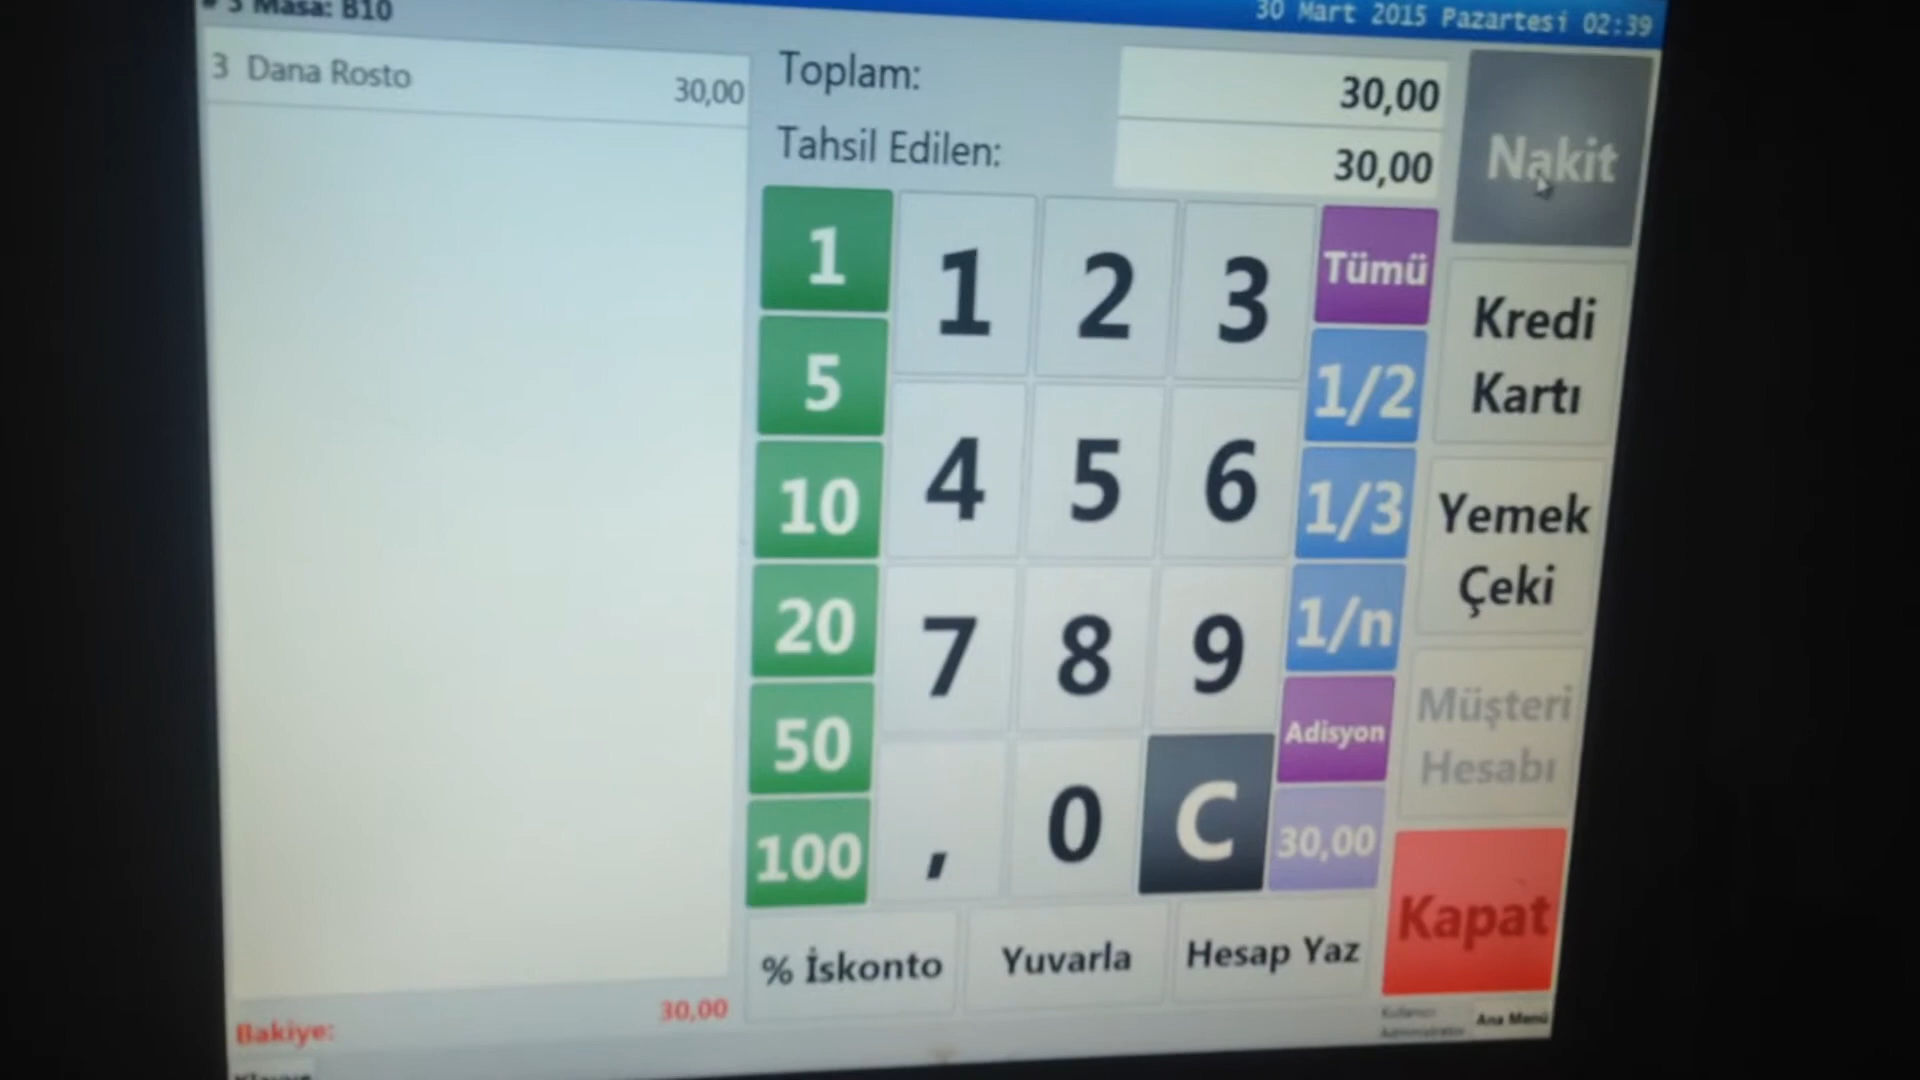 # 3 Masa: B10
30 Mart 2015 Pazartesi 02:39
3 Dana Rosto 30,00
Toplam: 30,00
Tahsil Edilen: 30,00
Nakit
1
5
10
20
50
100
1 2 3
4 5 6
7 8 9
, 0 C
Tümü
1/2
1/3
1/n
Adisyon
30,00
Kredi
Kartı
Yemek
Çeki
Müşteri
Hesabı
Kapat
% İskonto
Yuvarla
Hesap Yaz
Bakiye: 30,00
Ana Menü